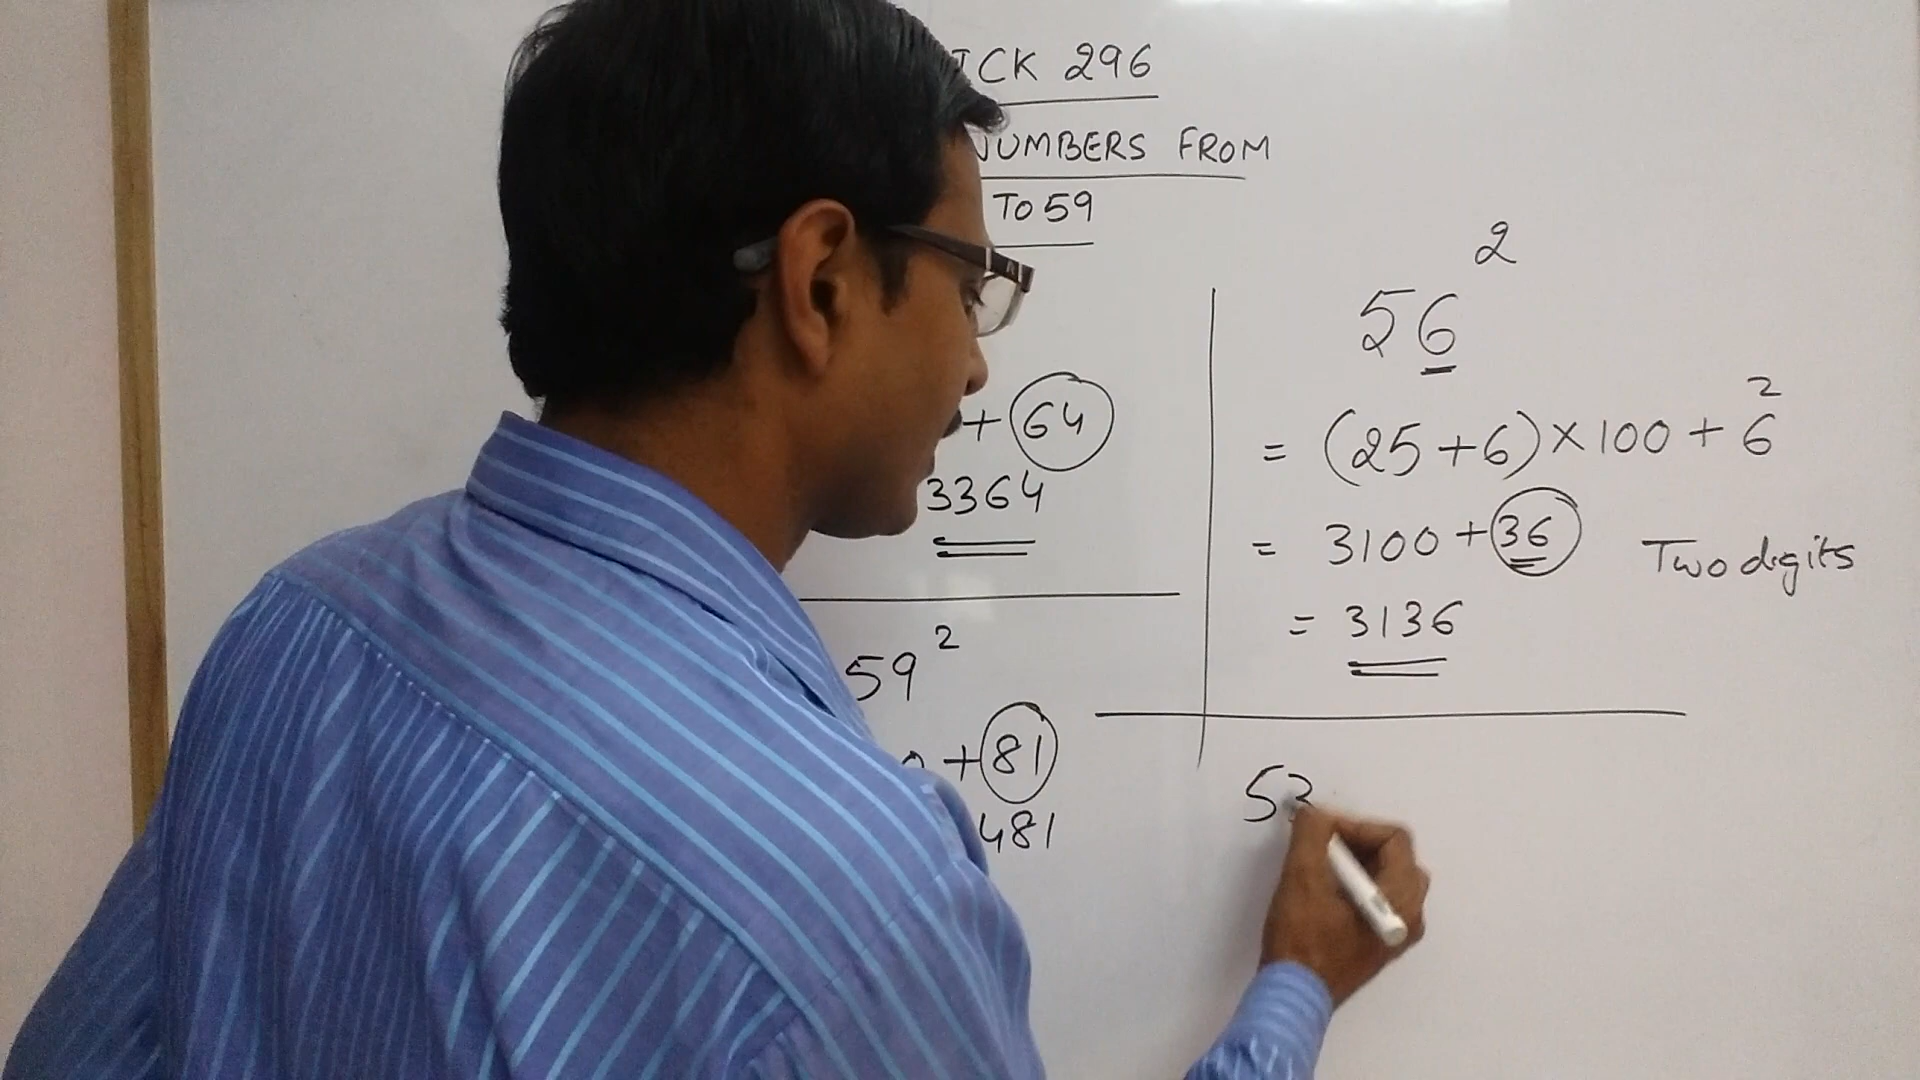 ICK 296
NUMBERS FROM
TO 59
+ 64
3364
59²
+ 81
481
56²
= (25+6)×100 + 6²
= 3100 + 36 Two digits
= 3136
53